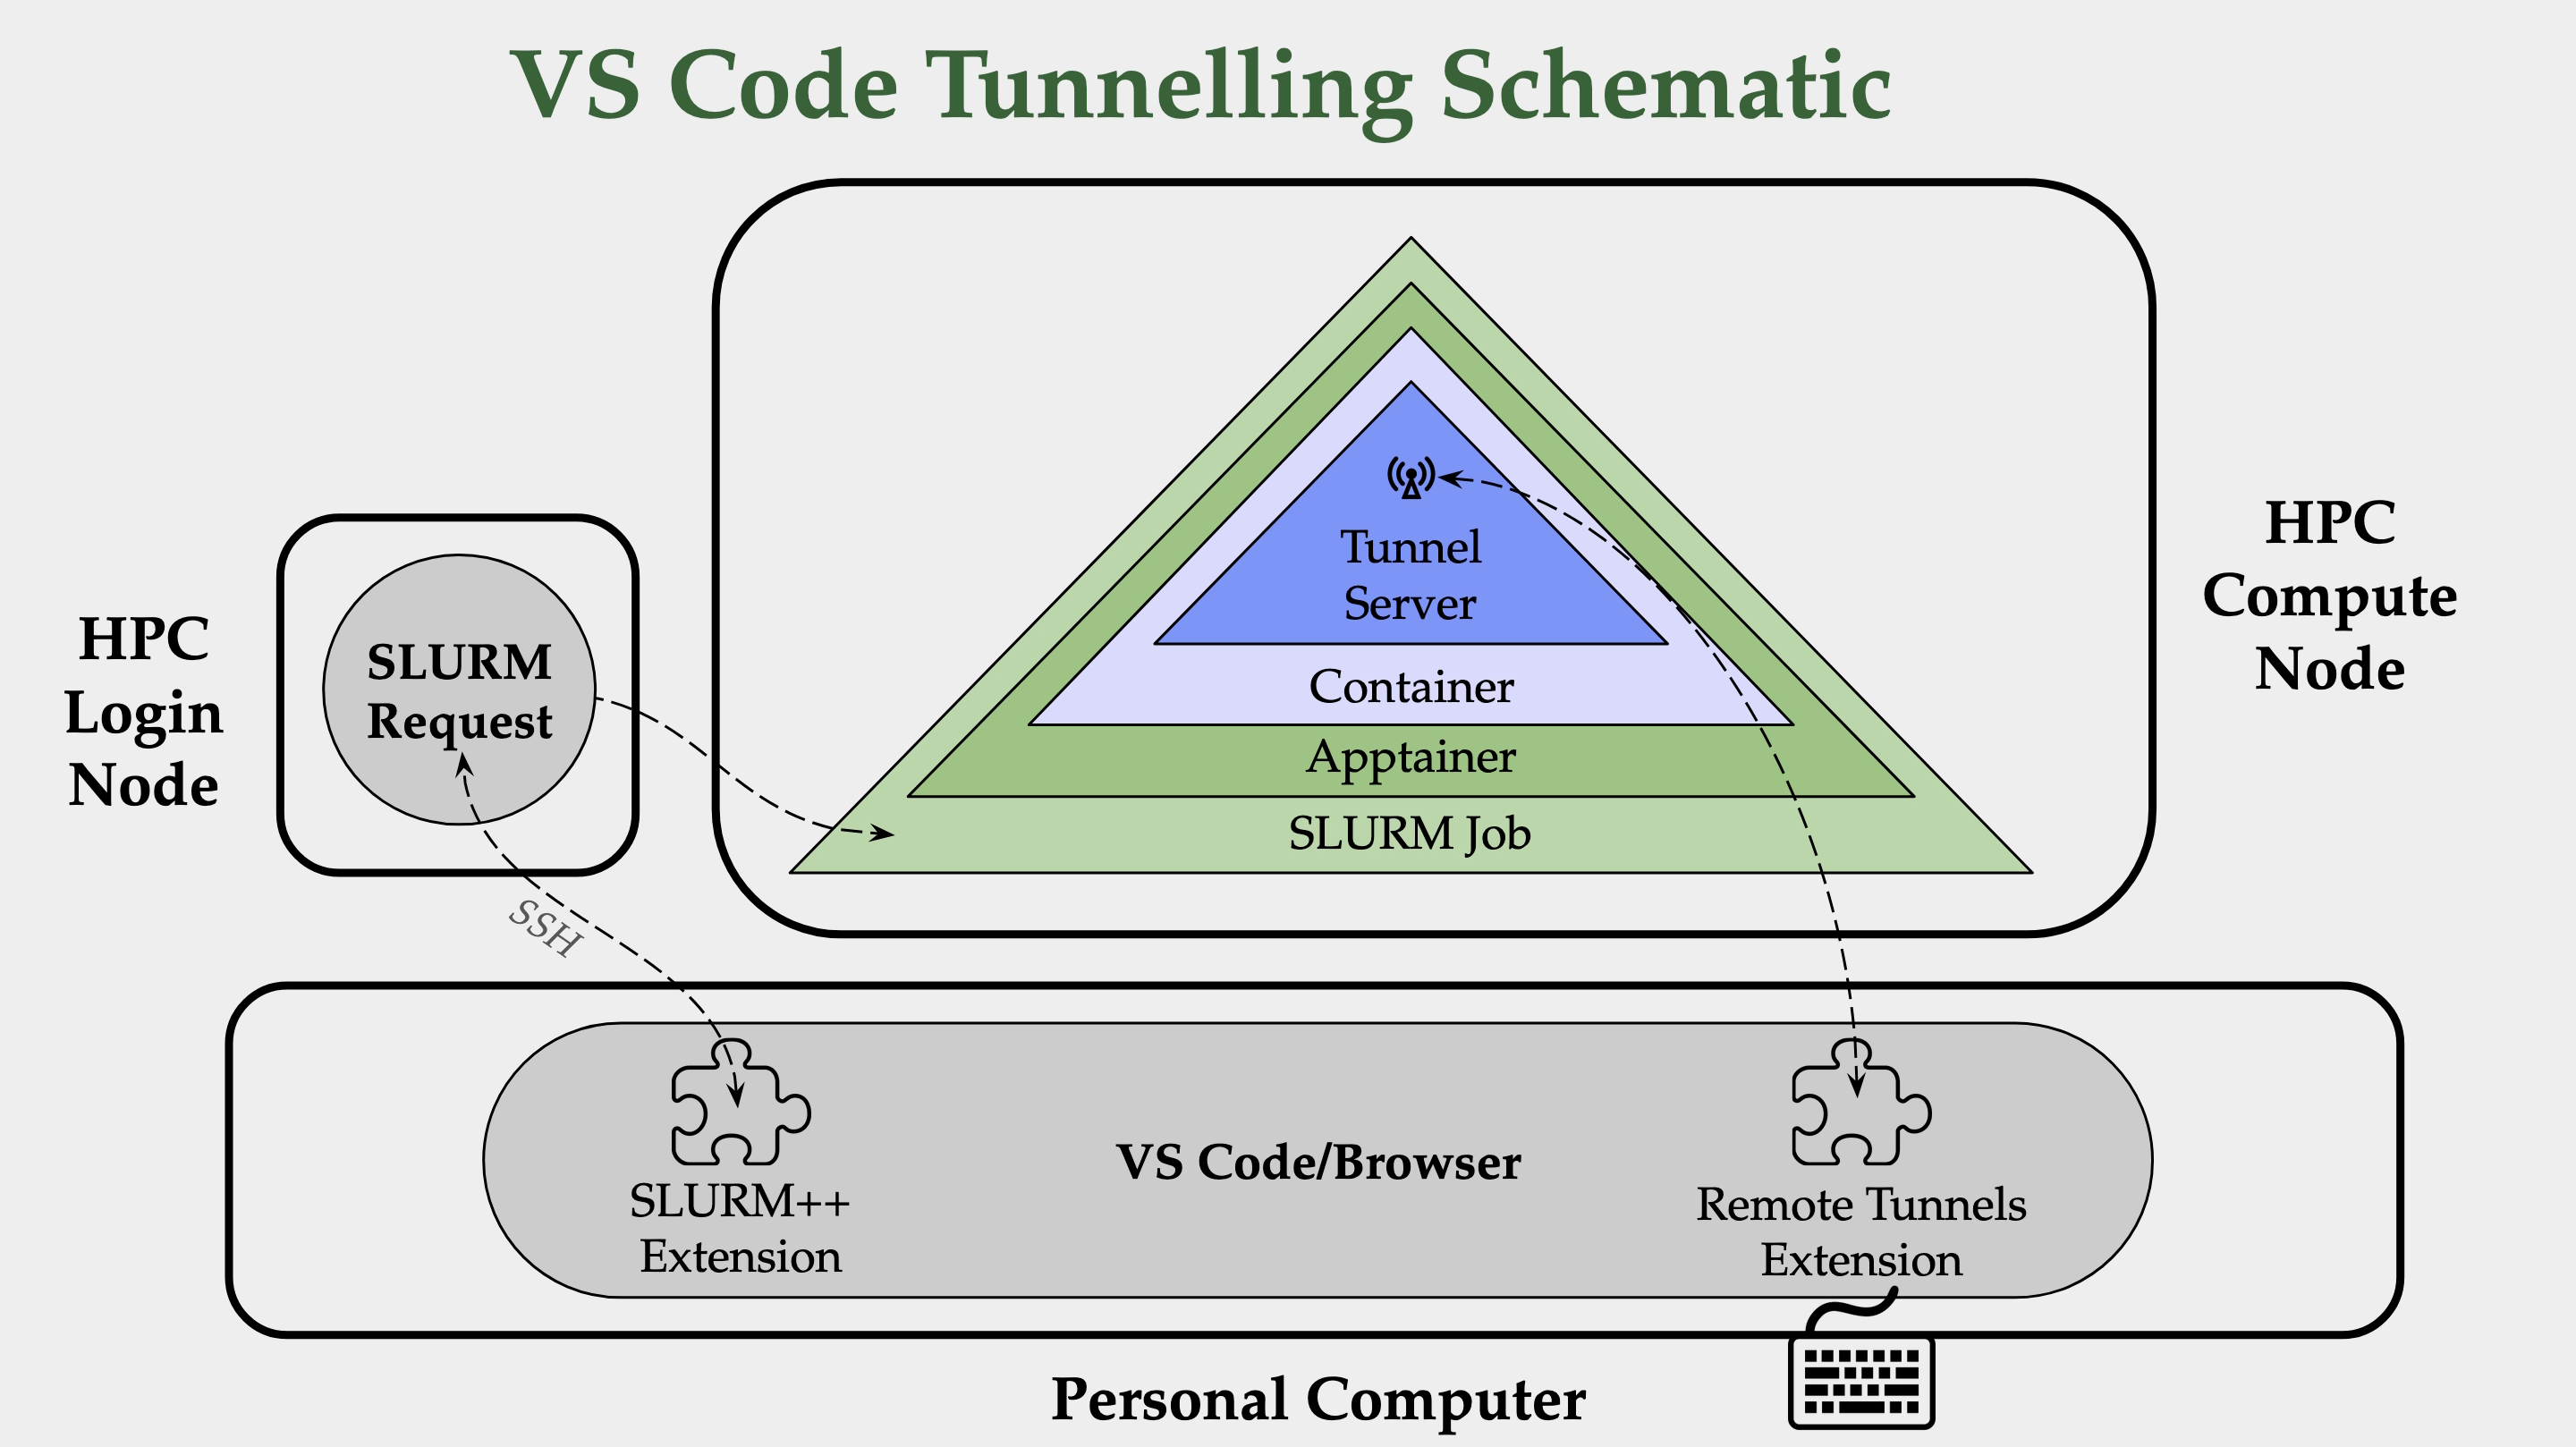 VS Code Tunnelling Schematic
Tunnel
Server
Container
Apptainer
SLURM Job
HPC
Compute
Node
HPC
Login
Node
SLURM
Request
SSH
SLURM++
Extension
VS Code/Browser
Remote Tunnels
Extension
Personal Computer